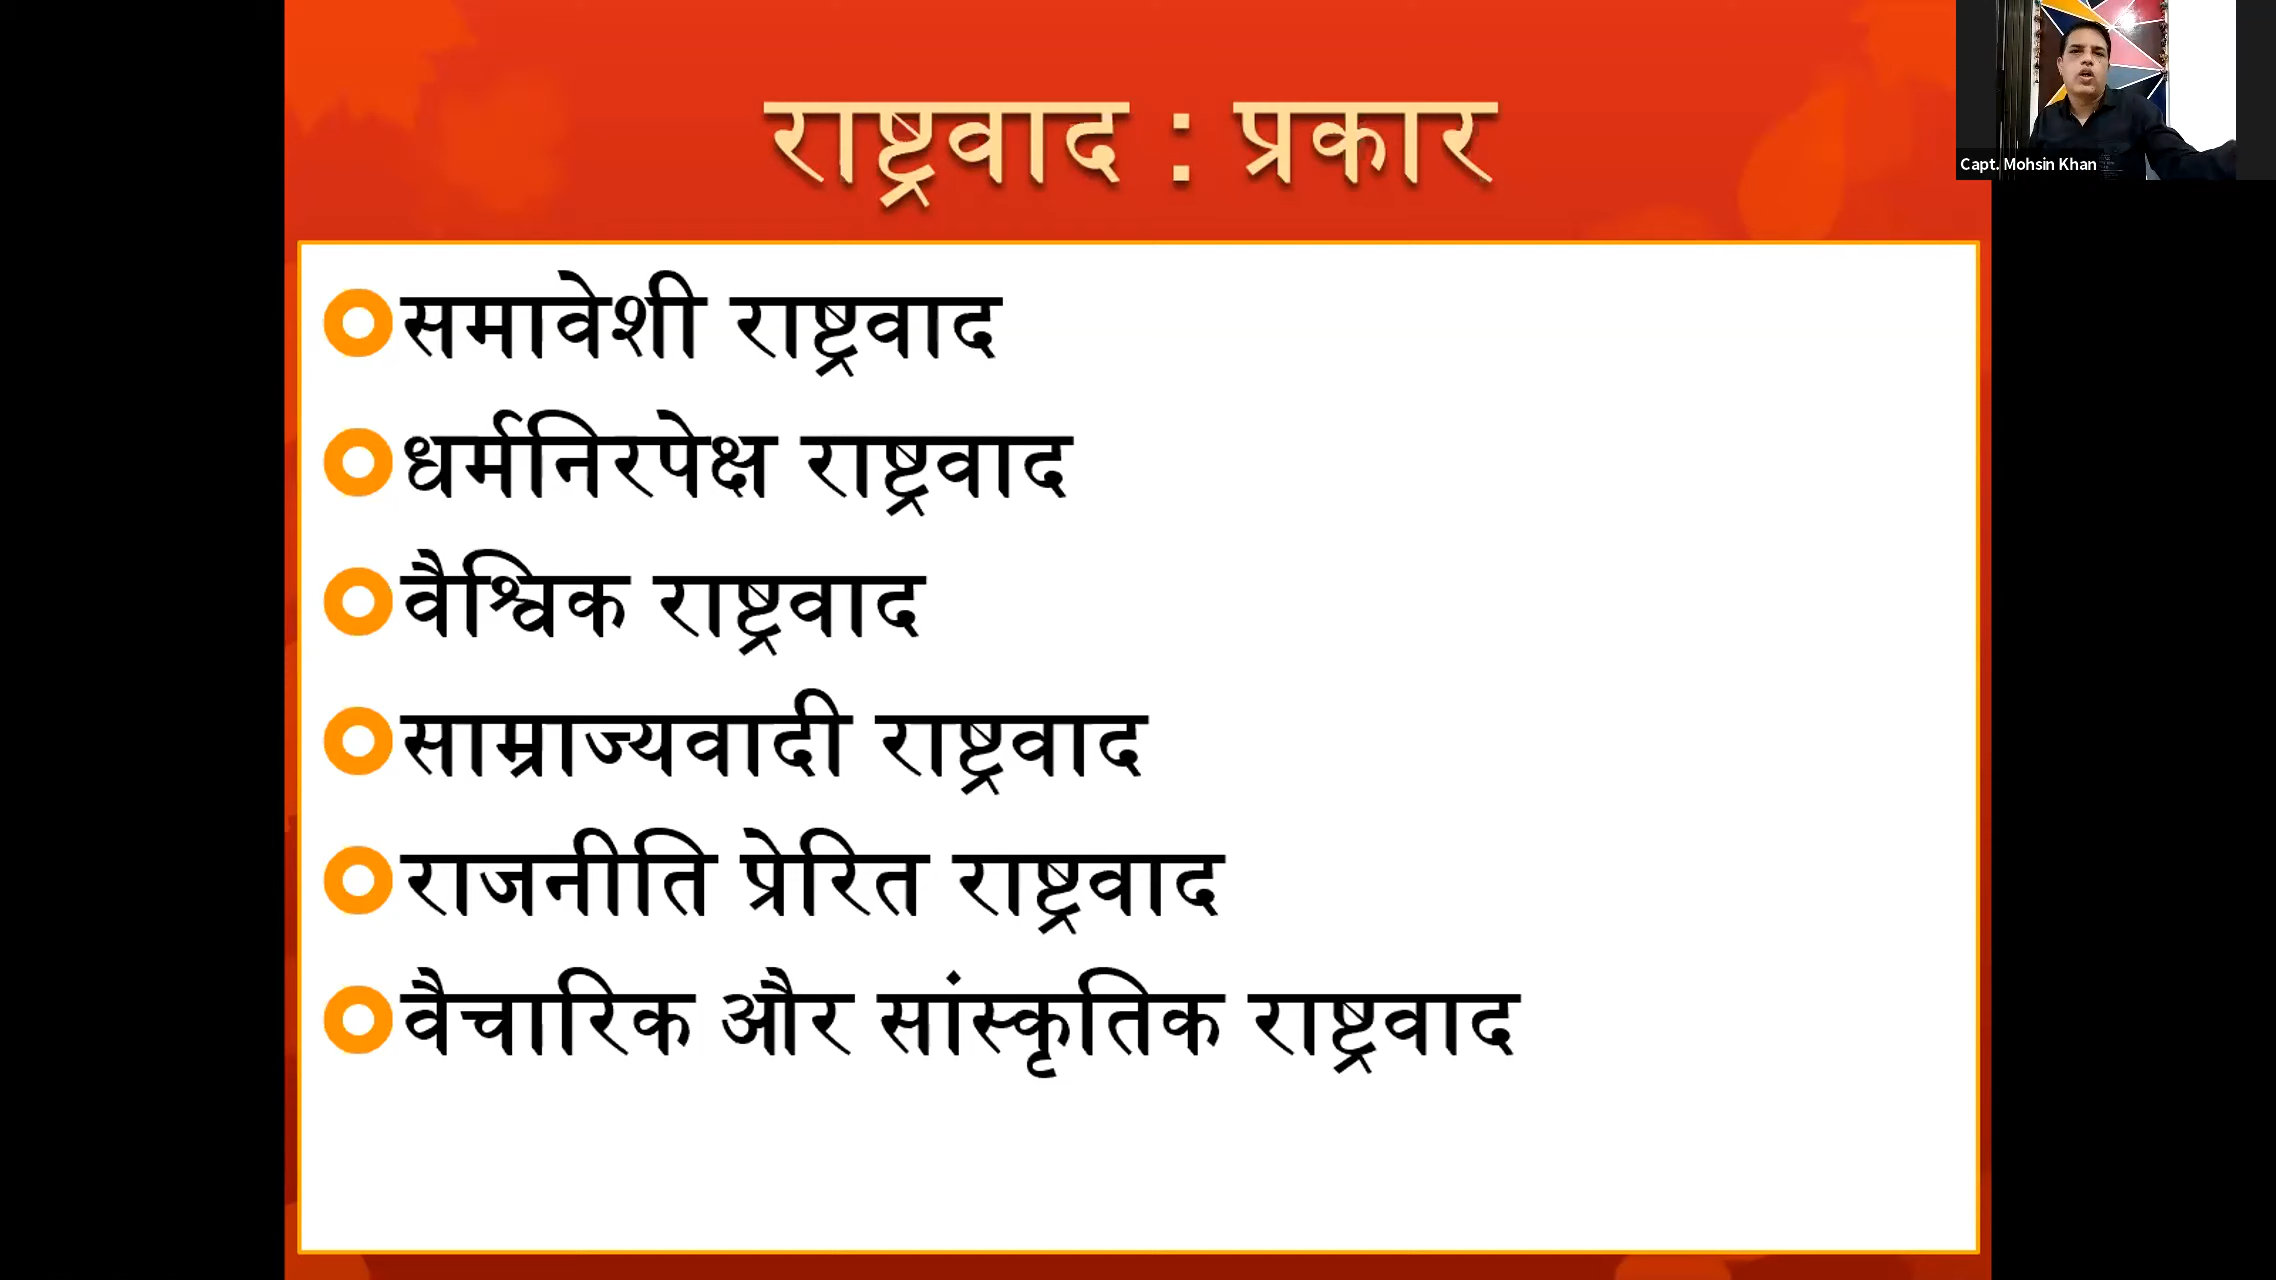 राष्ट्रवाद : प्रकार
Capt. Mohsin Khan
समावेशी राष्ट्रवाद
धर्मनिरपेक्ष राष्ट्रवाद
वैश्विक राष्ट्रवाद
साम्राज्यवादी राष्ट्रवाद
राजनीति प्रेरित राष्ट्रवाद
वैचारिक और सांस्कृतिक राष्ट्रवाद